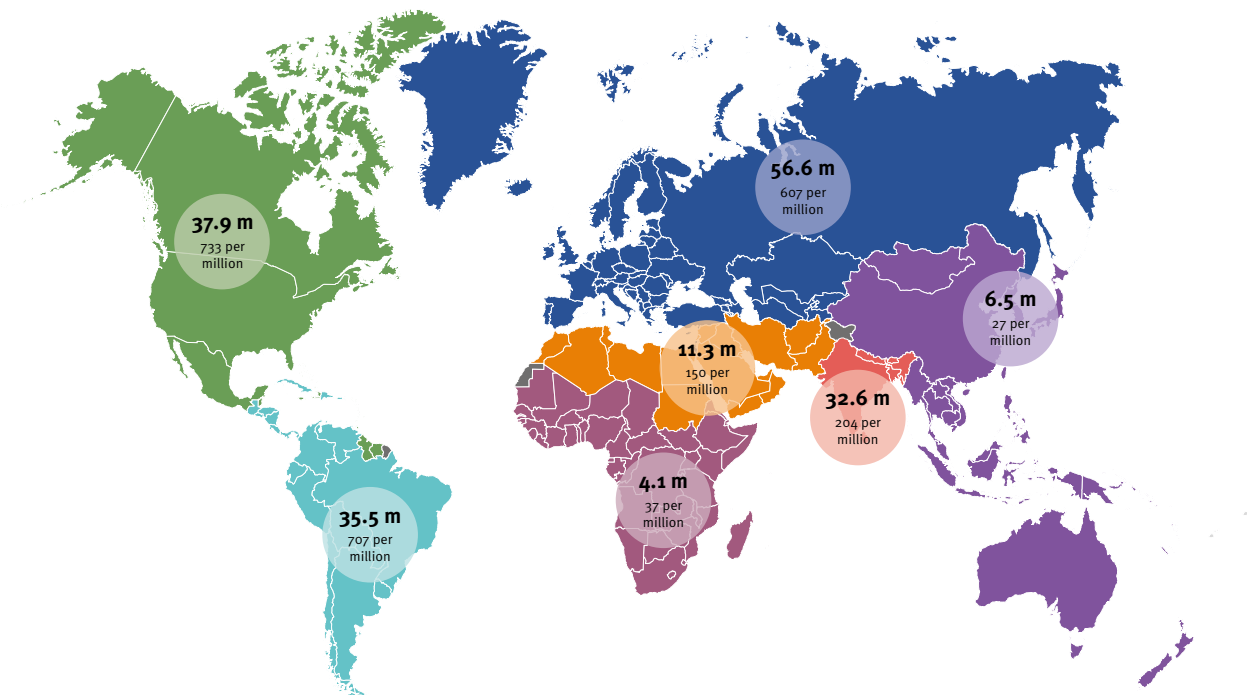 56.6 m
607 per
million
37.9 m
733 per
million
6.5 m
27 per
million
11.3 m
150 per
million
32.6 m
204 per
million
4.1 m
37 per
million
35.5 m
707 per
million